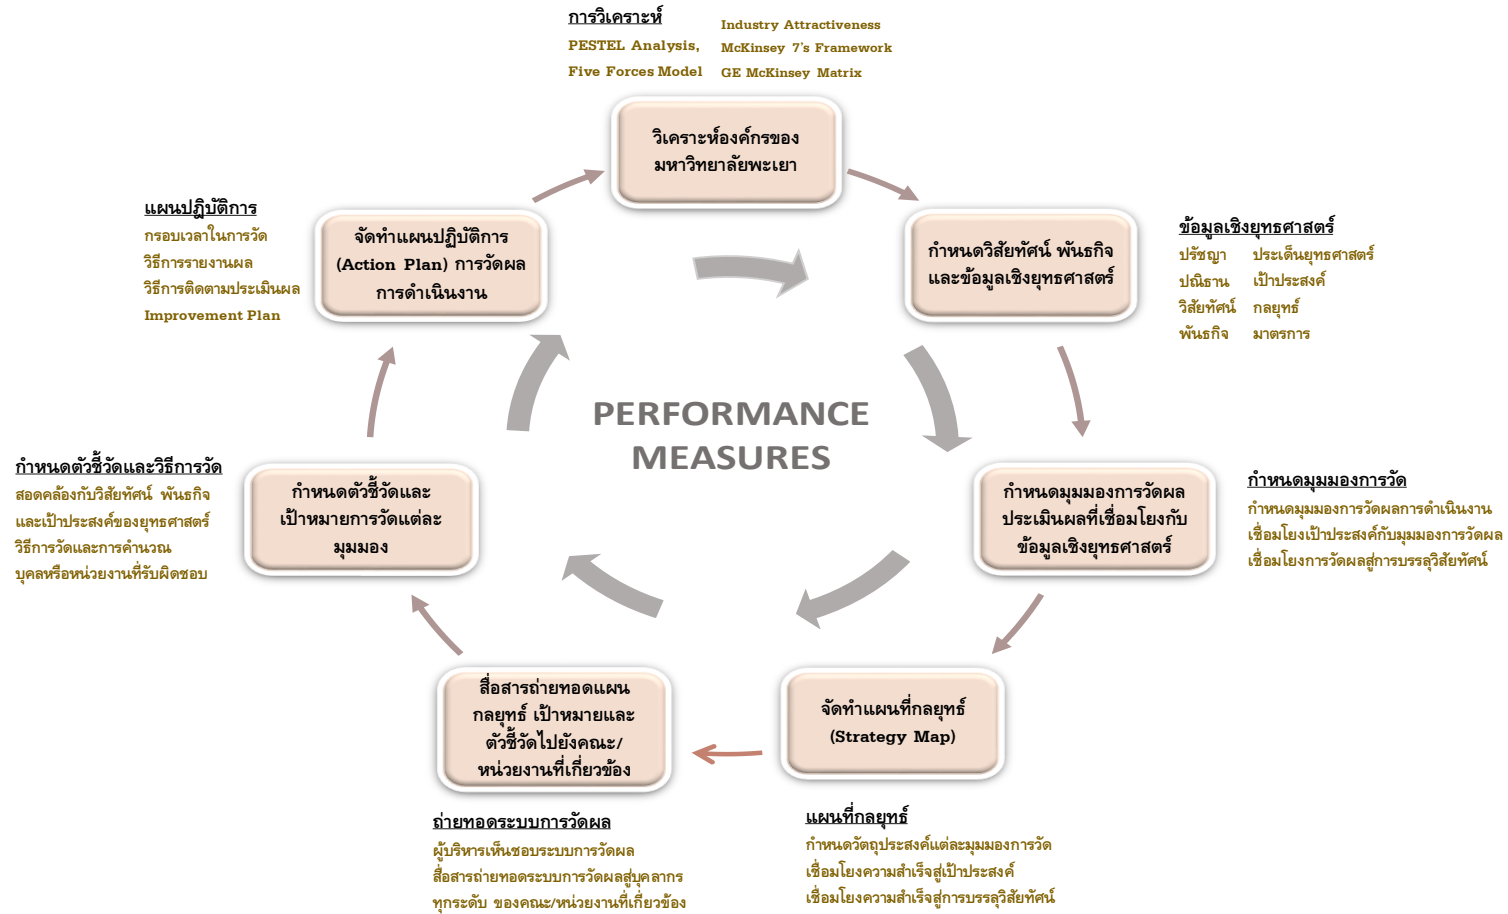 การวิเคราะห์
PESTEL Analysis,
Five Forces Model
Industry Attractiveness
McKinsey 7's Framework
GE McKinsey Matrix
วิเคราะห์องค์กรของ
มหาวิทยาลัยพะเยา
กำหนดวิสัยทัศน์ พันธกิจ
และข้อมูลเชิงยุทธศาสตร์
ข้อมูลเชิงยุทธศาสตร์
ปรัชญา ประเด็นยุทธศาสตร์
ปณิธาน เป้าประสงค์
วิสัยทัศน์ กลยุทธ์
พันธกิจ มาตรการ
กำหนดมุมมองการวัดผล
ประเมินผลที่เชื่อมโยงกับ
ข้อมูลเชิงยุทธศาสตร์
กำหนดมุมมองการวัด
กำหนดมุมมองการวัดผลการดำเนินงาน
เชื่อมโยงเป้าประสงค์กับมุมมองการวัดผล
เชื่อมโยงการวัดผลสู่การบรรลุวิสัยทัศน์
จัดทำแผนที่กลยุทธ์
(Strategy Map)
แผนที่กลยุทธ์
กำหนดวัตถุประสงค์แต่ละมุมมองการวัด
เชื่อมโยงความสำเร็จสู่เป้าประสงค์
เชื่อมโยงความสำเร็จสู่การบรรลุวิสัยทัศน์
สื่อสารถ่ายทอดแผน
กลยุทธ์ เป้าหมายและ
ตัวชี้วัดไปยังคณะ/
หน่วยงานที่เกี่ยวข้อง
ถ่ายทอดระบบการวัดผล
ผู้บริหารเห็นชอบระบบการวัดผล
สื่อสารถ่ายทอดระบบการวัดผลสู่บุคลากร
ทุกระดับ ของคณะ/หน่วยงานที่เกี่ยวข้อง
กำหนดตัวชี้วัดและ
เป้าหมายการวัดแต่ละ
มุมมอง
กำหนดตัวชี้วัดและวิธีการวัด
สอดคล้องกับวิสัยทัศน์ พันธกิจ
และเป้าประสงค์ของยุทธศาสตร์
วิธีการวัดและการคำนวณ
บุคลหรือหน่วยงานที่รับผิดชอบ
จัดทำแผนปฏิบัติการ
(Action Plan) การวัดผล
การดำเนินงาน
แผนปฏิบัติการ
กรอบเวลาในการวัด
วิธีการรายงานผล
วิธีการติดตามประเมินผล
Improvement Plan
PERFORMANCE
MEASURES